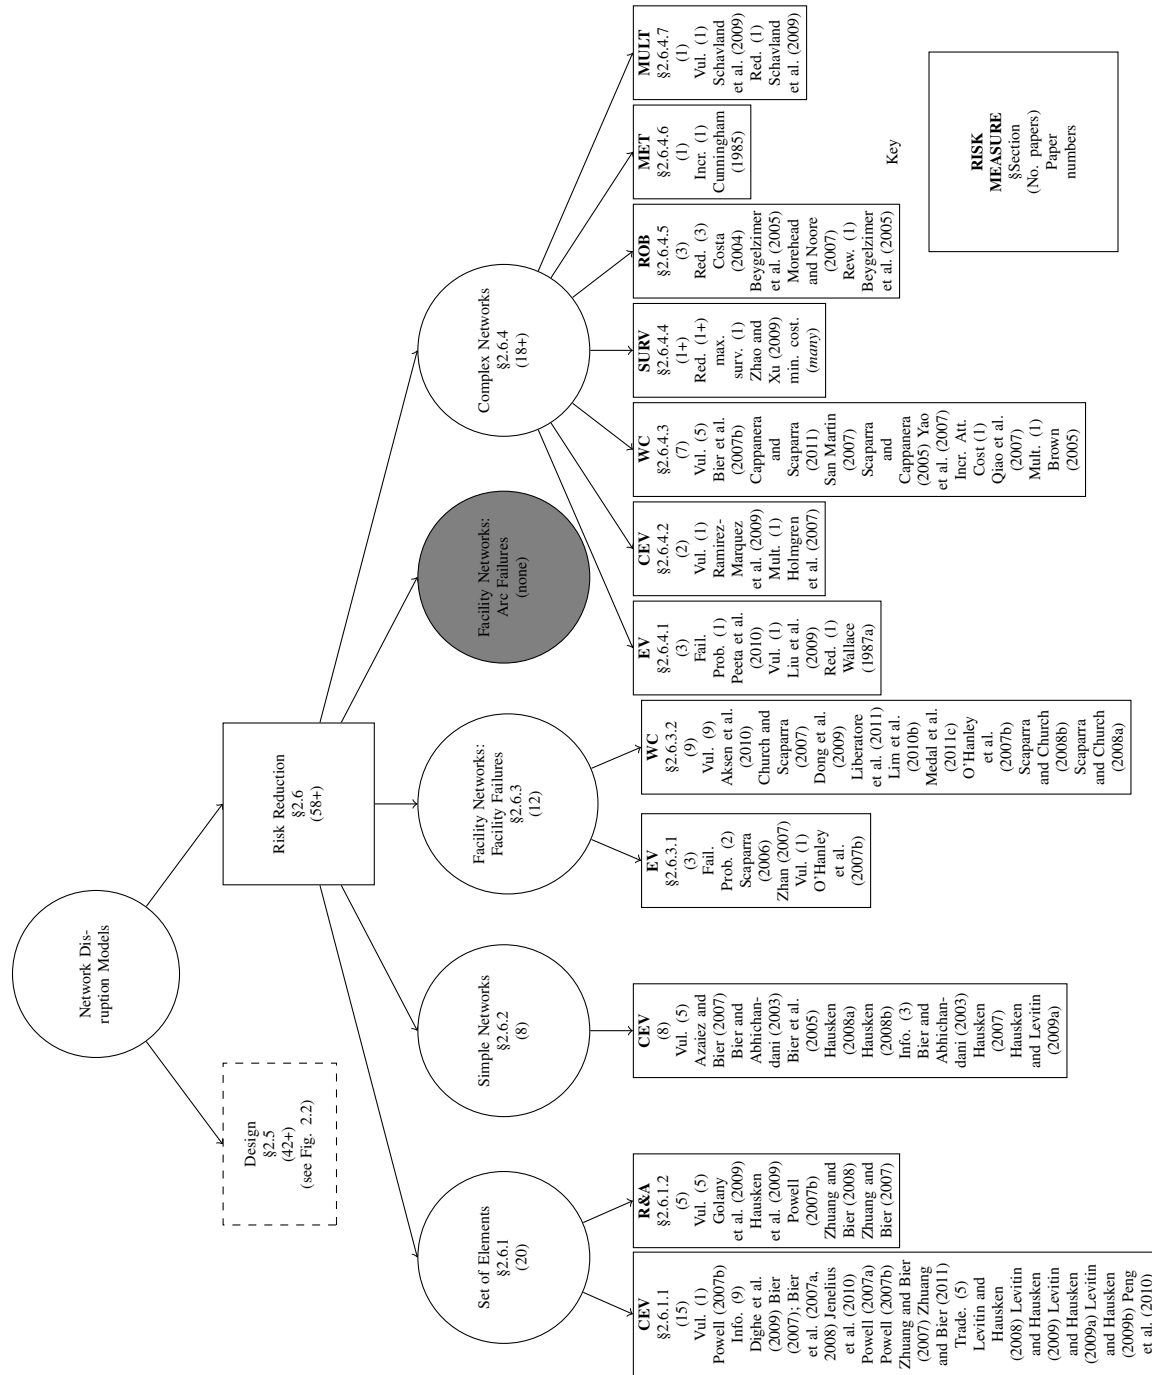 Network Dis-
ruption Models
Design
§2.5
(42+)
(see Fig. 2.2)
Risk Reduction
§2.6
(58+)
Set of Elements
§2.6.1
(20)
Simple Networks
§2.6.2
(8)
Facility Networks:
Facility Failures
§2.6.3
(12)
Facility Networks:
Arc Failures
(none)
Complex Networks
§2.6.4
(18+)
CEV
§2.6.1.1
(15)
Vul. (1)
Powell (2007b)
Info. (9)
Dighe et al.
(2009) Bier
(2007); Bier
et al. (2007a,
2008) Jenelius
et al. (2010)
Powell (2007a)
Powell (2007b)
Zhuang and Bier
(2007) Zhuang
and Bier (2011)
Trade. (5)
Levitin and
Hausken
(2008) Levitin
and Hausken
(2009) Levitin
and Hausken
(2009a) Levitin
and Hausken
(2009b) Peng
et al. (2010)
R&A
§2.6.1.2
(5)
Vul. (5)
Golany
et al. (2009)
Hausken
et al. (2009)
Powell
(2007b)
Zhuang and
Bier (2008)
Zhuang and
Bier (2007)
CEV
(8)
Vul. (5)
Azaiez and
Bier (2007)
Bier and
Abhichan-
dani (2003)
Bier et al.
(2005)
Hausken
(2008a)
Hausken
(2008b)
Info. (3)
Bier and
Abhichan-
dani (2003)
Hausken
(2007)
Hausken
and Levitin
(2009a)
EV
§2.6.3.1
(3)
Fail.
Prob. (2)
Scaparra
(2006)
Zhan (2007)
Vul. (1)
O'Hanley
et al.
(2007b)
WC
§2.6.3.2
(9)
Vul. (9)
Aksen et al.
(2010)
Church and
Scaparra
(2007)
Dong et al.
(2009)
Liberatore
et al. (2011)
Lim et al.
(2010b)
Medal et al.
(2011c)
O'Hanley
et al.
(2007b)
Scaparra
and Church
(2008b)
Scaparra
and Church
(2008a)
EV
§2.6.4.1
(3)
Fail.
Prob. (1)
Peeta et al.
(2010)
Vul. (1)
Liu et al.
(2009)
Red. (1)
Wallace
(1987a)
CEV
§2.6.4.2
(2)
Vul. (1)
Ramirez-
Marquez
et al. (2009)
Mult. (1)
Holmgren
et al. (2007)
WC
§2.6.4.3
(7)
Vul. (5)
Bier et al.
(2007b)
Cappanera
and
Scaparra
(2011)
San Martin
(2007)
Scaparra
and
Cappanera
(2005) Yao
et al. (2007)
Incr. Att.
Cost (1)
Qiao et al.
(2007)
Mult. (1)
Brown
(2005)
SURV
§2.6.4.4
(1+)
Red. (1+)
max.
surv. (1)
Zhao and
Xu (2009)
min. cost.
(many)
ROB
§2.6.4.5
(3)
Red. (3)
Costa
(2004)
Beygelzimer
et al. (2005)
Morehead
and Noore
(2007)
Rew. (1)
Beygelzimer
et al. (2005)
MET
§2.6.4.6
(1)
Incr. (1)
Cunningham
(1985)
MULT
§2.6.4.7
(1)
Vul. (1)
Schavland
et al. (2009)
Red. (1)
Schavland
et al. (2009)
Key
RISK
MEASURE
§Section
(No. papers)
Paper
numbers